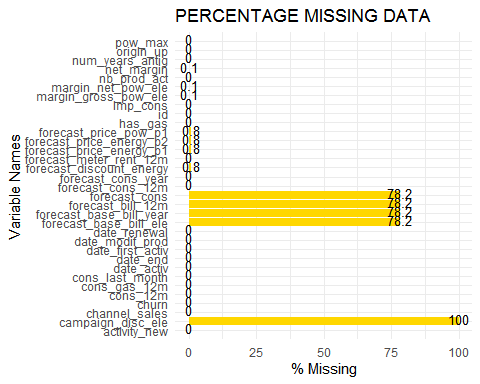 PERCENTAGE MISSING DATA
pow_max 0
origin_up 0
num_years_antig 0
net_margin 0.1
nb_prod_act 0
margin_net_pow_ele 0.1
margin_gross_pow_ele 0.1
imp_cons 0
id 0
has_gas 0
forecast_price_pow_p1 0.8
forecast_price_energy_p2 0.8
forecast_price_energy_p1 0.8
forecast_meter_rent_12m 0
forecast_discount_energy 0.8
forecast_cons_year 0
forecast_cons_12m 0
forecast_cons 78.2
forecast_bill_12m 78.2
forecast_base_bill_year 78.2
forecast_base_bill_ele 78.2
date_renewal 0
date_modif_prod 0
date_first_activ 0
date_end 0
date_activ 0
cons_last_month 0
cons_gas_12m 0
cons_12m 0
churn 0
channel_sales 0
campaign_disc_ele 100
activity_new 0
Variable Names
0 25 50 75 100
% Missing